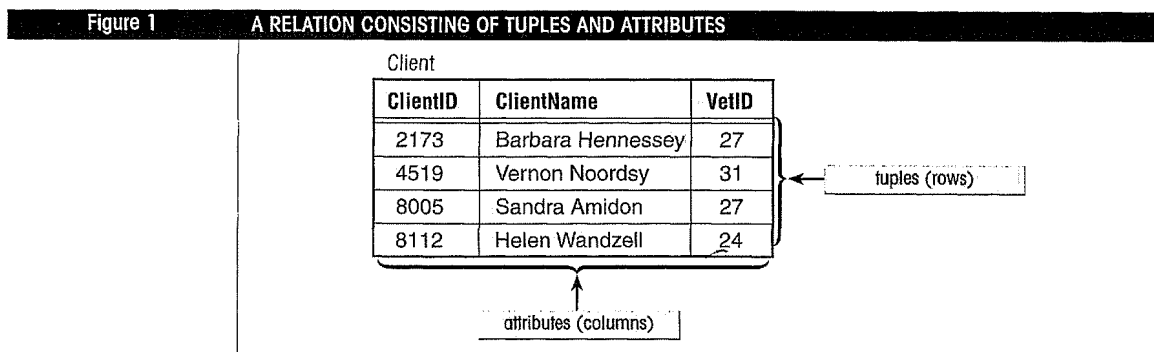 Figure 1 A RELATION CONSISTING OF TUPLES AND ATTRIBUTES
Client
ClientID ClientName VetID
2173 Barbara Hennessey 27
4519 Vernon Noordsy 31
8005 Sandra Amidon 27
8112 Helen Wandzell 24
tuples (rows)
attributes (columns)